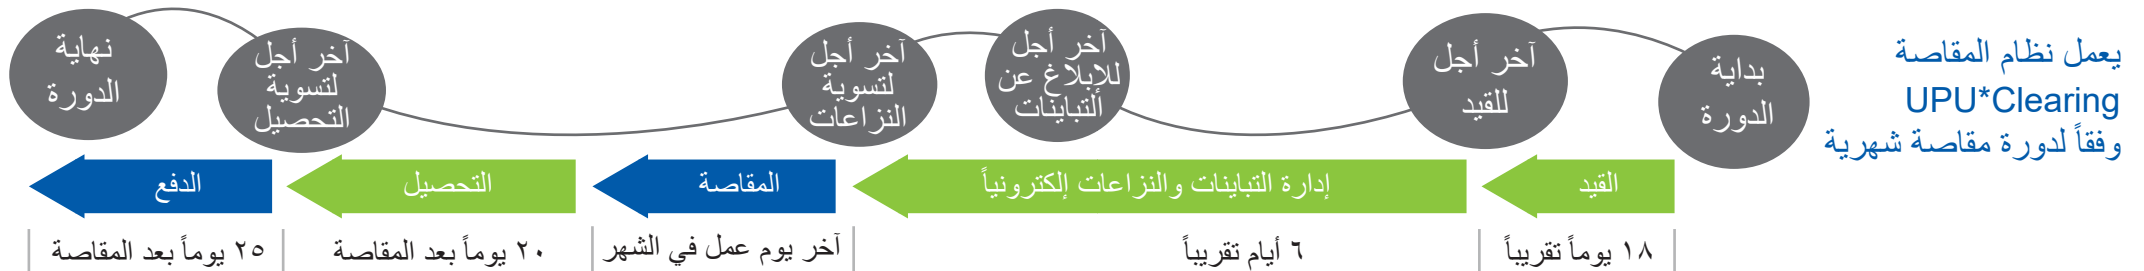 يعمل نظام المقاصة
UPU*Clearing
وفقاً لدورة مقاصة شهرية
بداية
الدورة
آخر أجل
للقيد
آخر أجل
للإبلاغ عن
التباينات
آخر أجل
لتسوية
النزاعات
آخر أجل
لتسوية
التحصيل
نهاية
الدورة
القيد
إدارة التباينات والنزاعات إلكترونياً
المقاصة
التحصيل
الدفع
١٨ يوماً تقريباً
٦ أيام تقريباً
آخر يوم عمل في الشهر
٢٠ يوماً بعد المقاصة
٢٥ يوماً بعد المقاصة